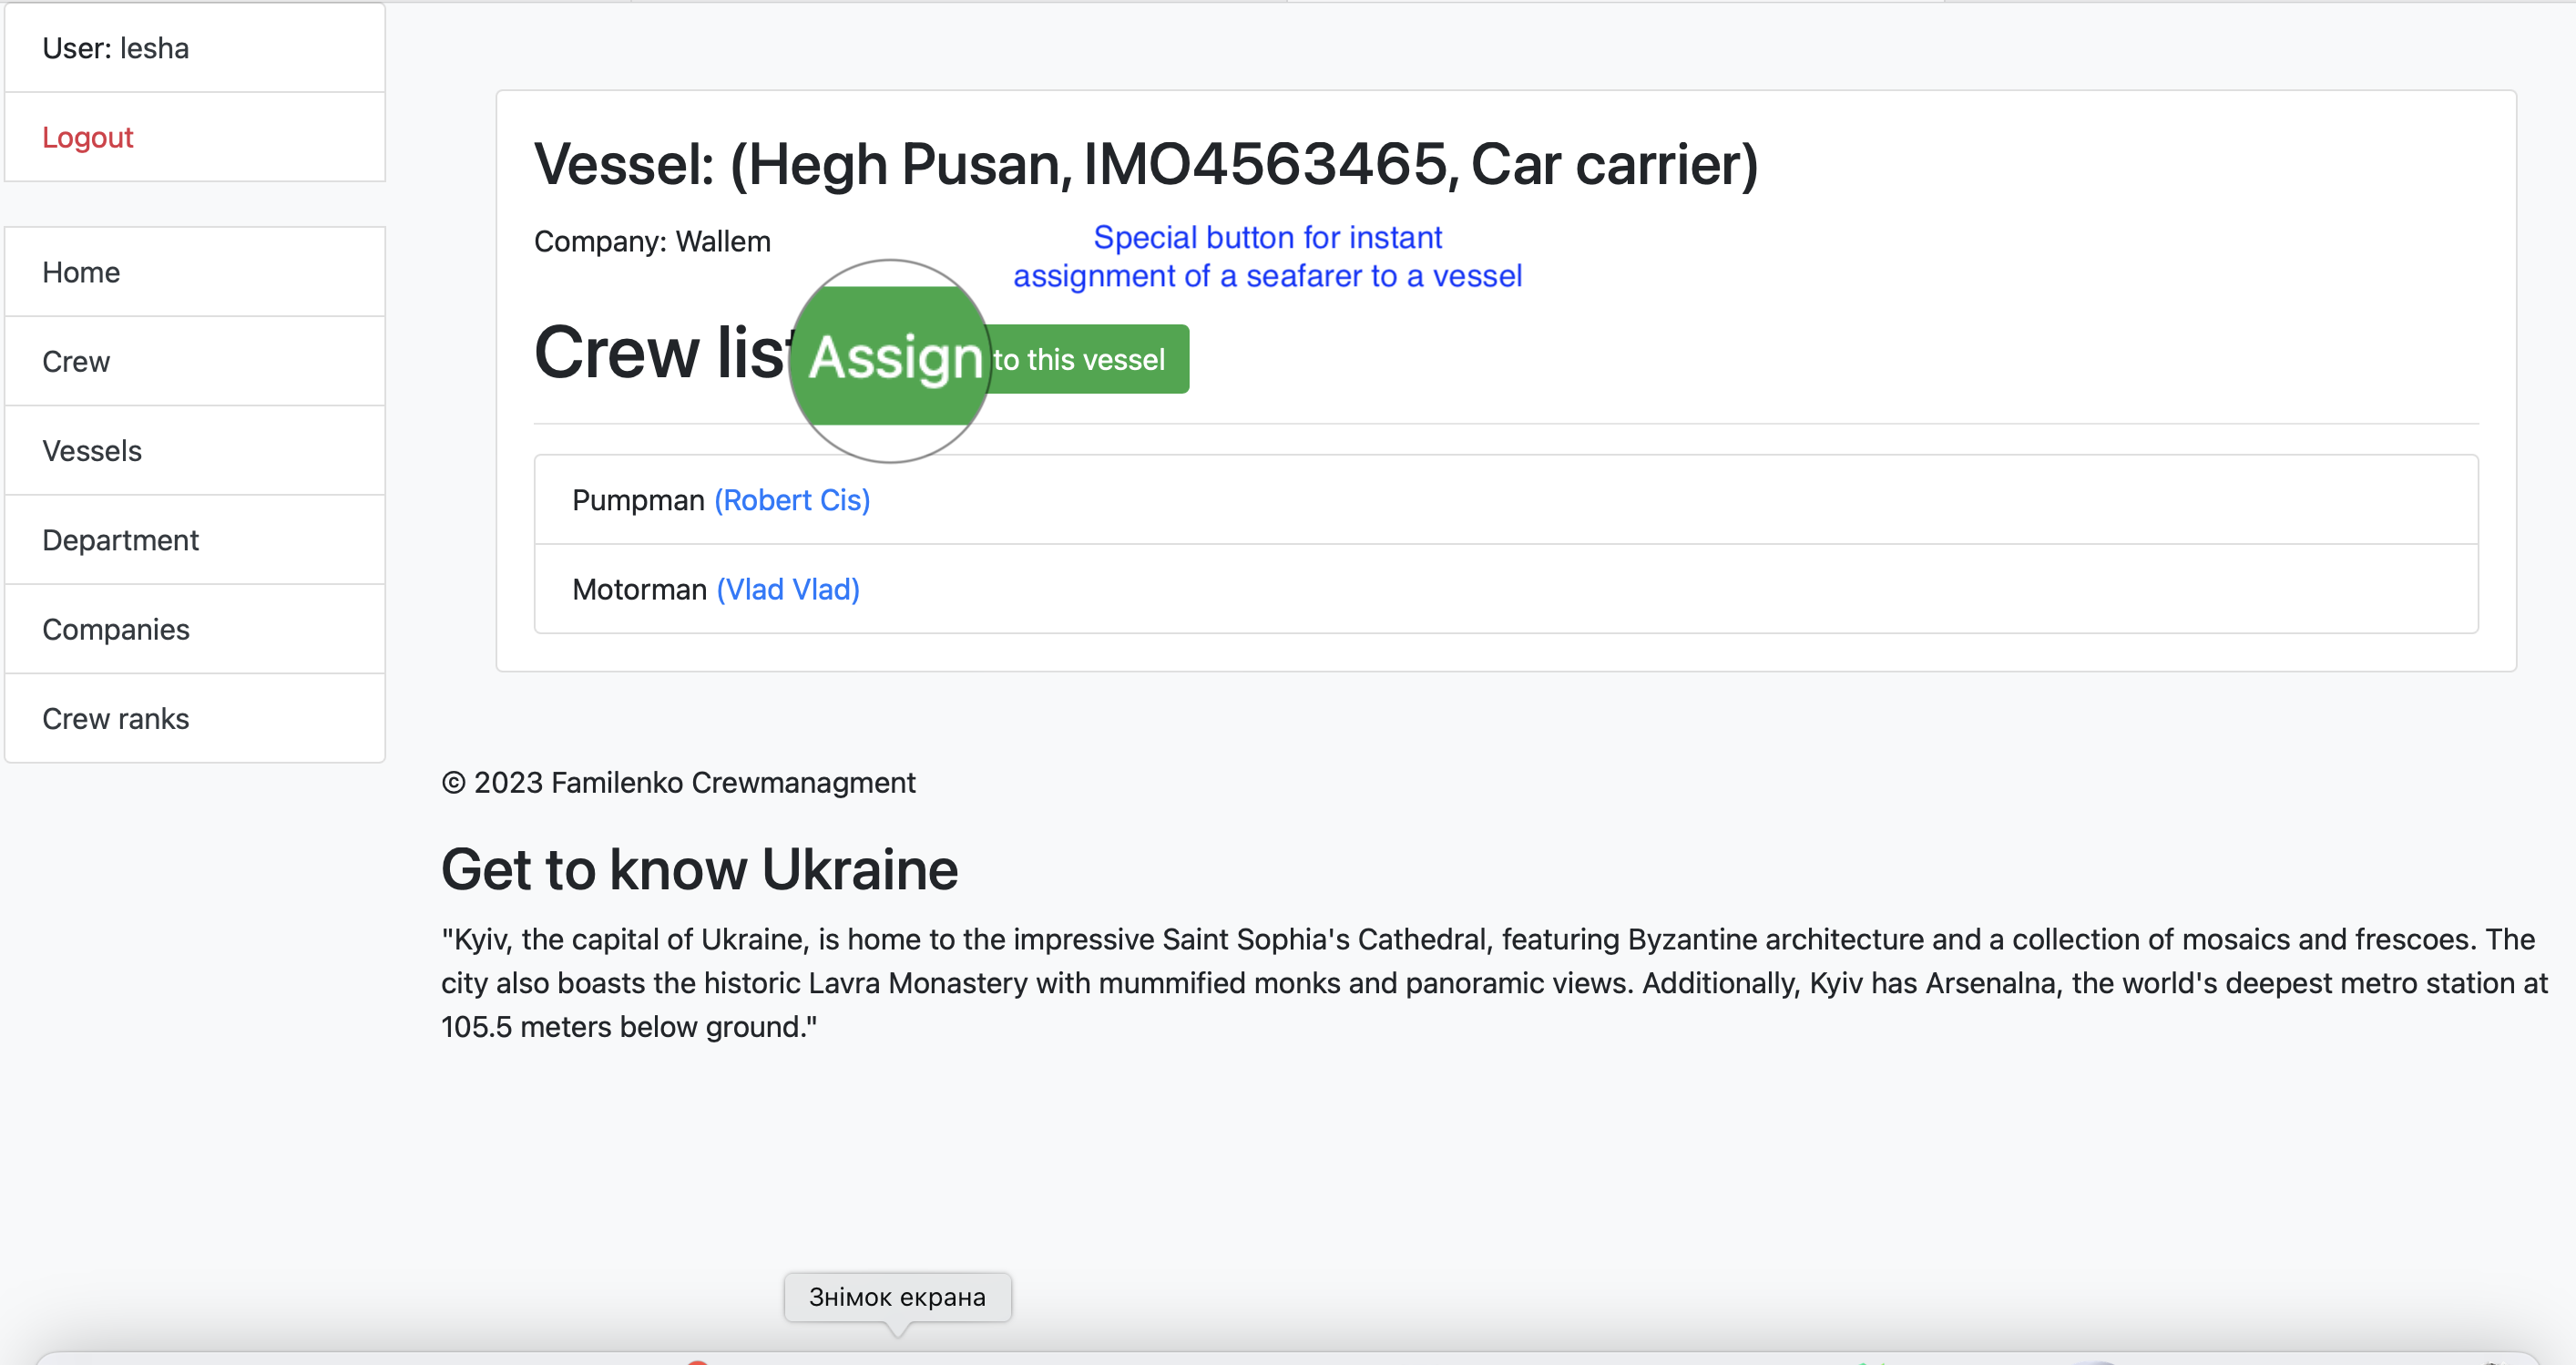 User: lesha
Logout
Home
Crew
Vessels
Department
Companies
Crew ranks
Vessel: (Hegh Pusan, IMO4563465, Car carrier)
Company: Wallem
Special button for instant
assignment of a seafarer to a vessel
Crew list Assign to this vessel
Pumpman (Robert Cis)
Motorman (Vlad Vlad)
© 2023 Familenko Crewmanagment
Get to know Ukraine
"Kyiv, the capital of Ukraine, is home to the impressive Saint Sophia's Cathedral, featuring Byzantine architecture and a collection of mosaics and frescoes. The
city also boasts the historic Lavra Monastery with mummified monks and panoramic views. Additionally, Kyiv has Arsenalna, the world's deepest metro station at
105.5 meters below ground."
Знімок екрана